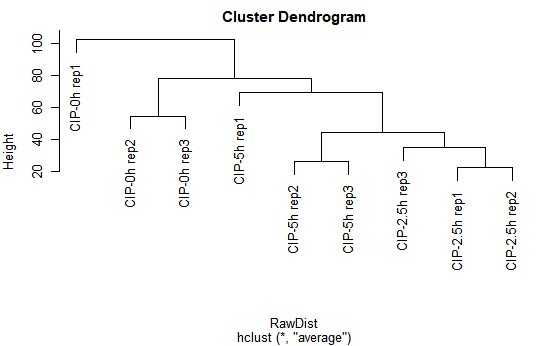 Cluster Dendrogram
Height
100
80
60
40
20
CIP-0h rep1
CIP-0h rep2
CIP-0h rep3
CIP-5h rep1
CIP-5h rep2
CIP-5h rep3
CIP-2.5h rep3
CIP-2.5h rep1
CIP-2.5h rep2
RawDist
hclust (*, "average")